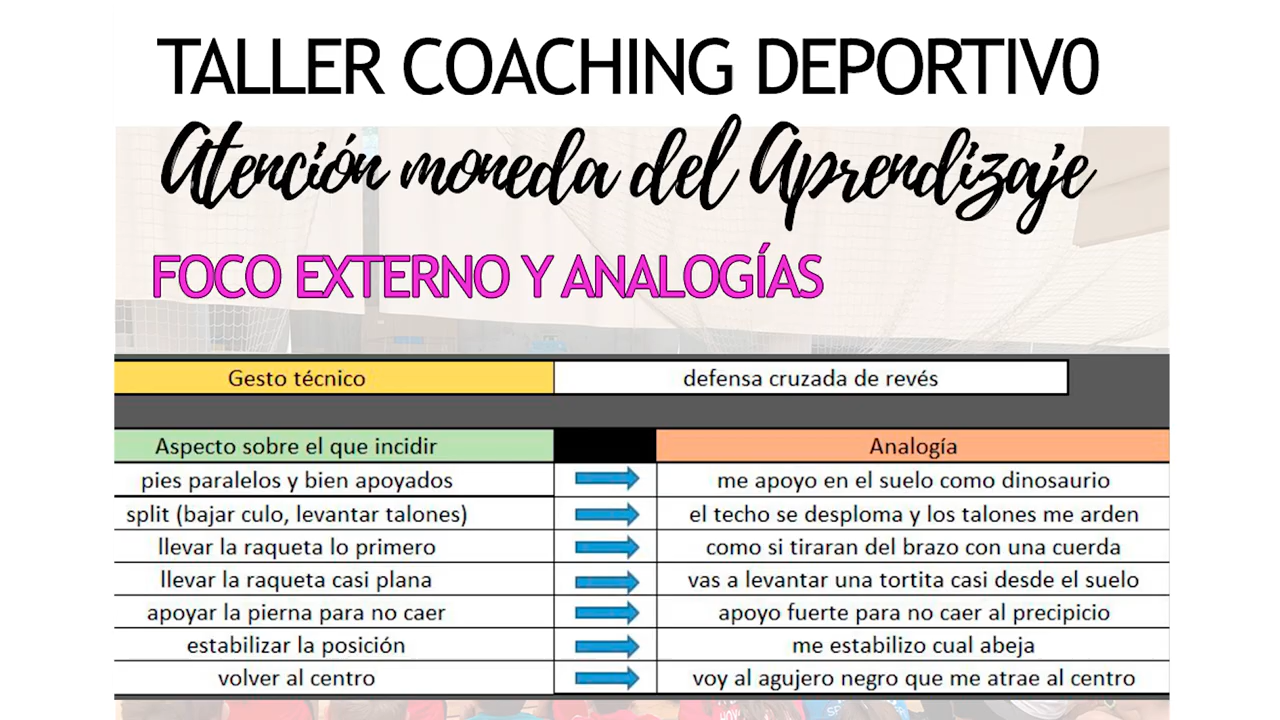 TALLER COACHING DEPORTIV0
Atención moneda del Aprendizaje
FOCO EXTERNO Y ANALOGÍAS
Gesto técnico defensa cruzada de revés
Aspecto sobre el que incidir Analogía
pies paralelos y bien apoyados me apoyo en el suelo como dinosaurio
split (bajar culo, levantar talones) el techo se desploma y los talones me arden
llevar la raqueta lo primero como si tiraran del brazo con una cuerda
llevar la raqueta casi plana vas a levantar una tortita casi desde el suelo
apoyar la pierna para no caer apoyo fuerte para no caer al precipicio
estabilizar la posición me estabilizo cual abeja
volver al centro voy al agujero negro que me atrae al centro